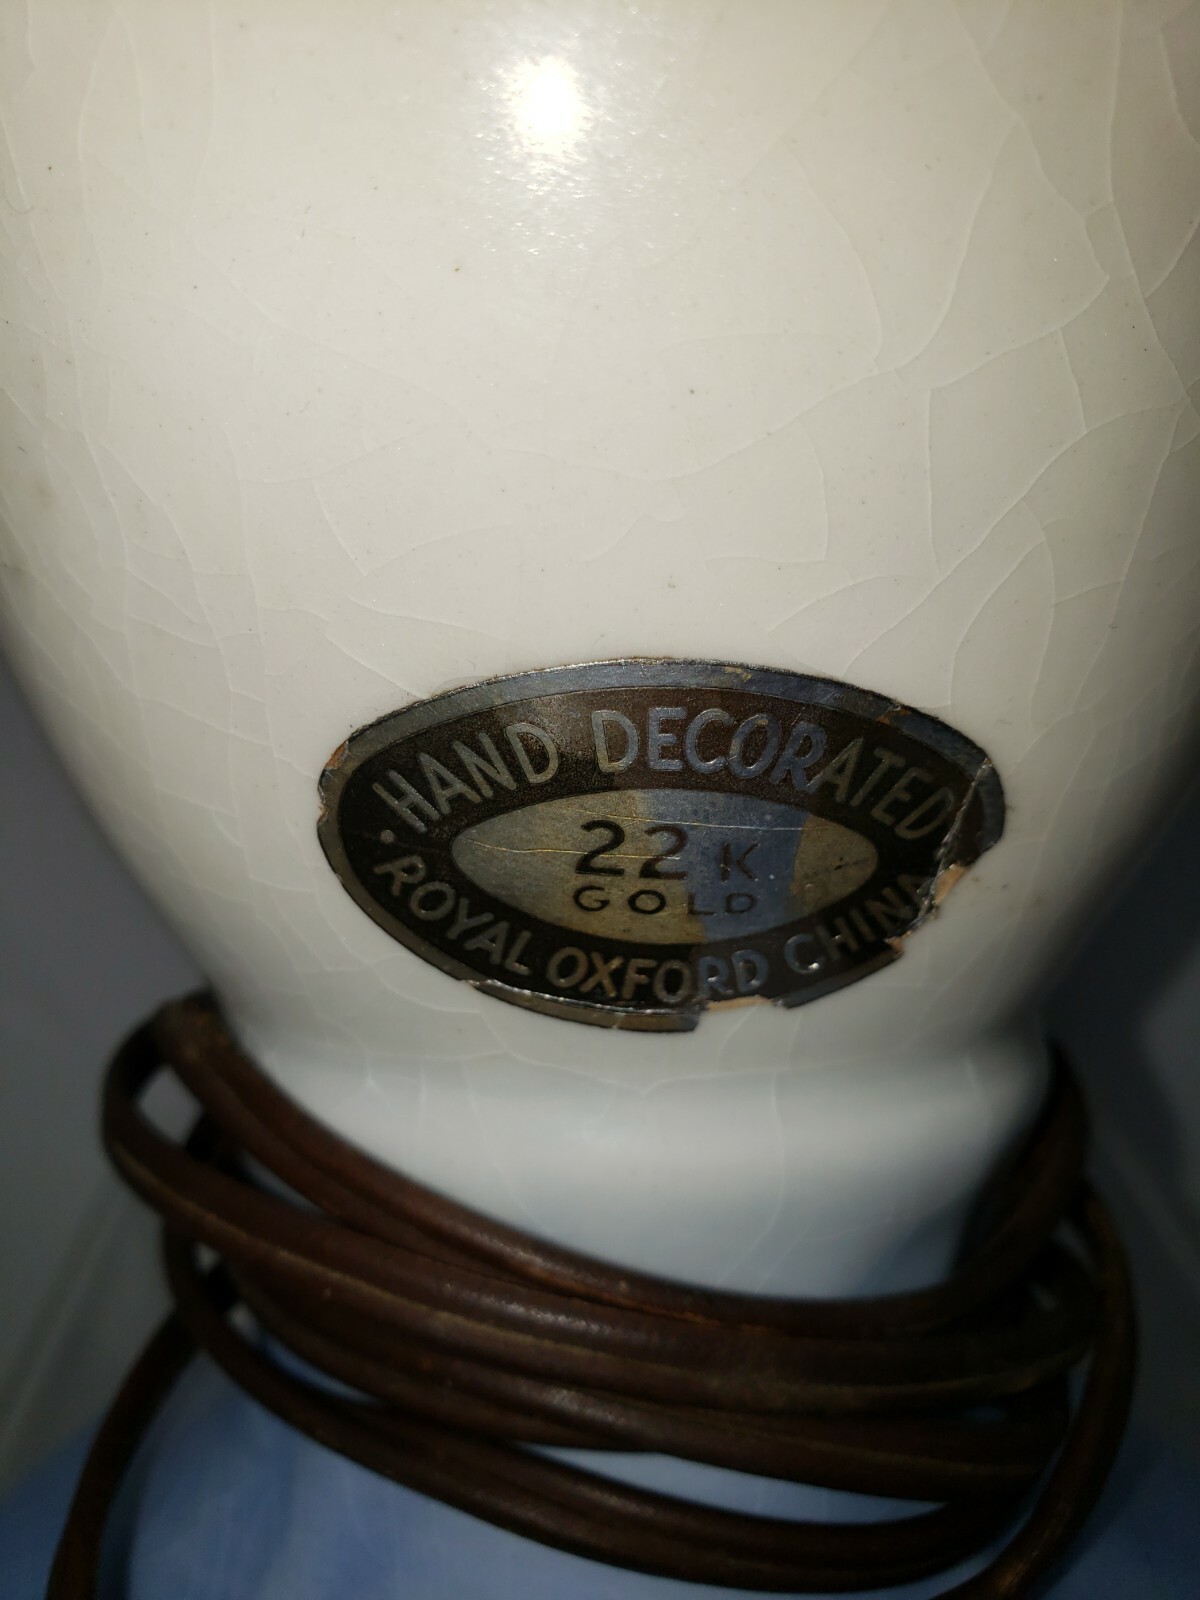 HAND DECORATED
22 K
GOLD
ROYAL OXFORD CHINA